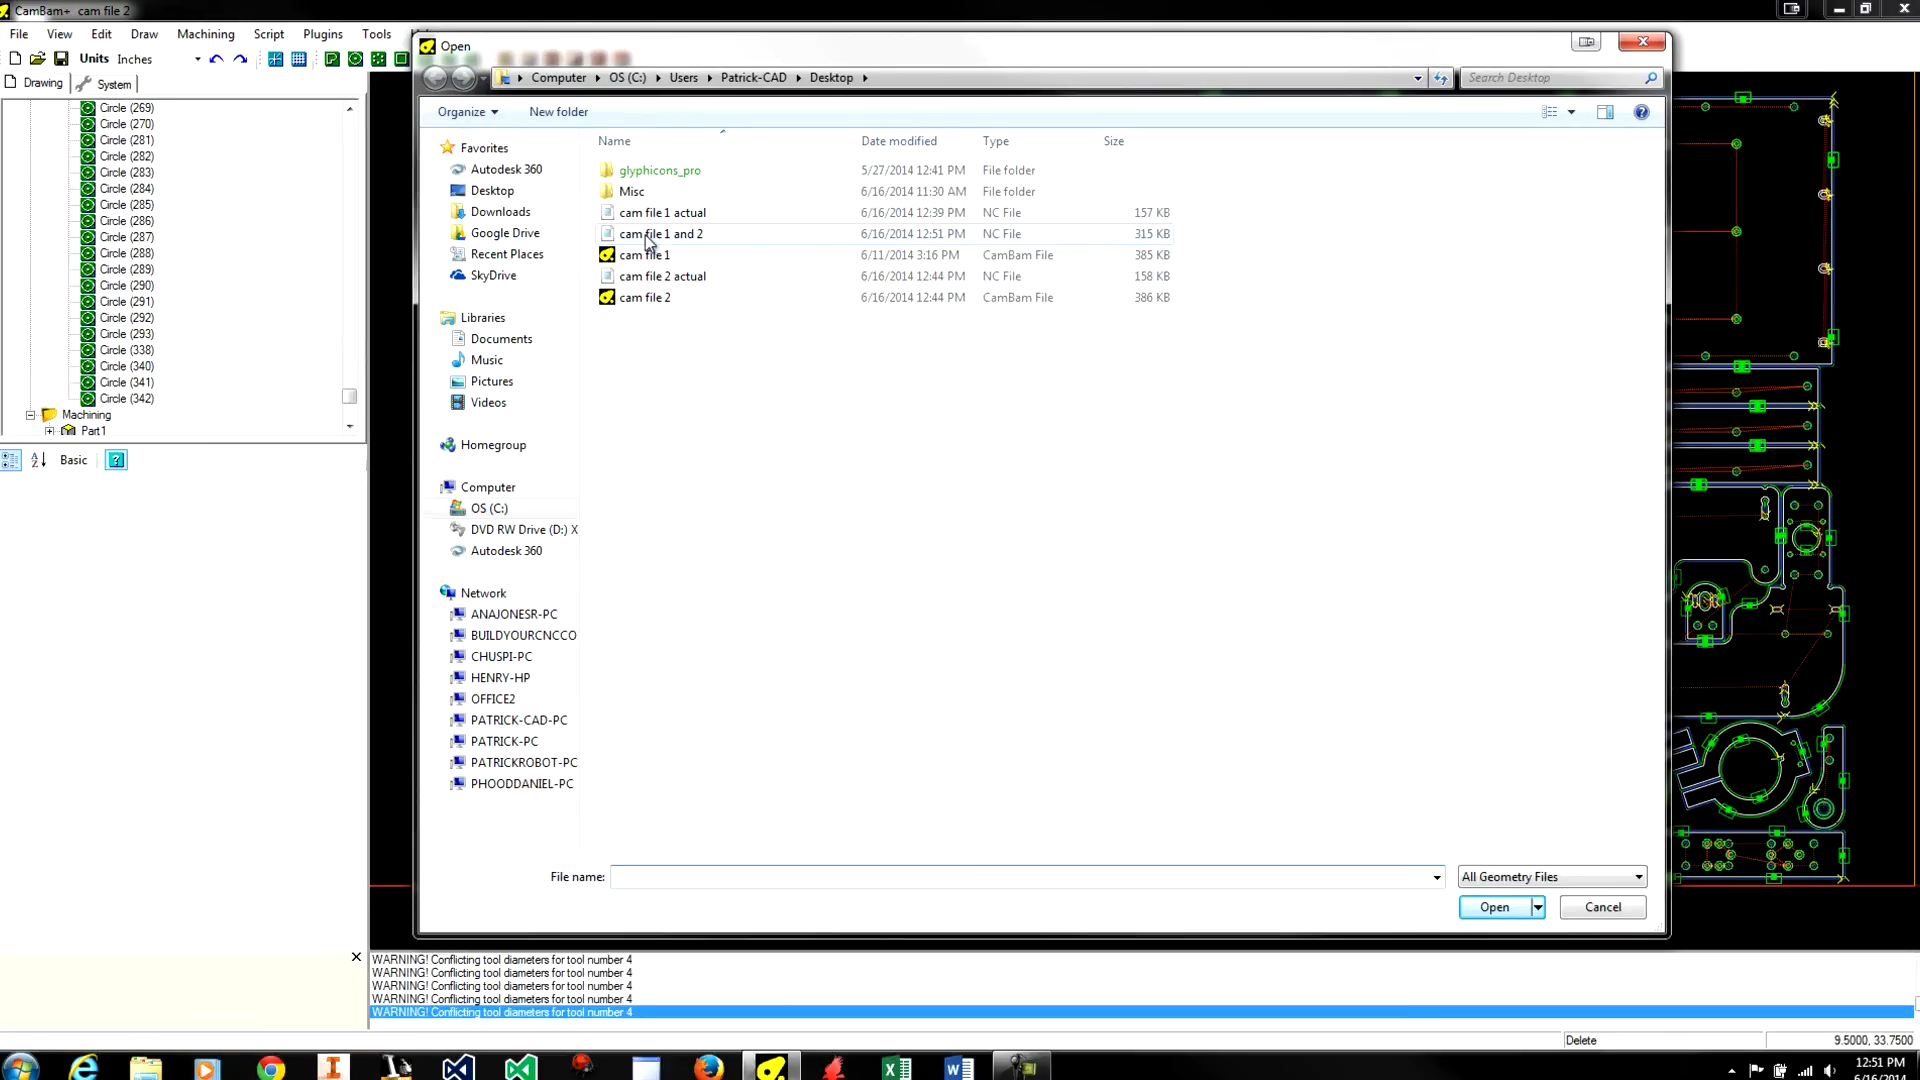 CamBam+ cam file 2
File View Edit Draw Machining Script Plugins Tools
Units Inches
Drawing System
Circle (269)
Circle (270)
Circle (281)
Circle (282)
Circle (283)
Circle (284)
Circle (285)
Circle (286)
Circle (287)
Circle (288)
Circle (289)
Circle (290)
Circle (291)
Circle (292)
Circle (293)
Circle (338)
Circle (340)
Circle (341)
Circle (342)
Machining
Part1
Basic
Open
Computer OS (C:) Users Patrick-CAD Desktop
Search Desktop
Organize New folder
Favorites
Autodesk 360
Desktop
Downloads
Google Drive
Recent Places
SkyDrive
Libraries
Documents
Music
Pictures
Videos
Homegroup
Computer
OS (C:)
DVD RW Drive (D:) X
Autodesk 360
Network
ANAJONESR-PC
BUILDYOURCNCCO
CHUSPI-PC
HENRY-HP
OFFICE2
PATRICK-CAD-PC
PATRICK-PC
PATRICKROBOT-PC
PHOODDANIEL-PC
Name Date modified Type Size
glyphicons_pro 5/27/2014 12:41 PM File folder
Misc 6/16/2014 11:30 AM File folder
cam file 1 actual 6/16/2014 12:39 PM NC File 157 KB
cam file 1 and 2 6/16/2014 12:51 PM NC File 315 KB
cam file 1 6/11/2014 3:16 PM CamBam File 385 KB
cam file 2 actual 6/16/2014 12:44 PM NC File 158 KB
cam file 2 6/16/2014 12:44 PM CamBam File 386 KB
File name: All Geometry Files
Open Cancel
WARNING! Conflicting tool diameters for tool number 4
WARNING! Conflicting tool diameters for tool number 4
WARNING! Conflicting tool diameters for tool number 4
WARNING! Conflicting tool diameters for tool number 4
WARNING! Conflicting tool diameters for tool number 4
Delete 9.5000, 33.7500
12:51 PM
6/16/2014